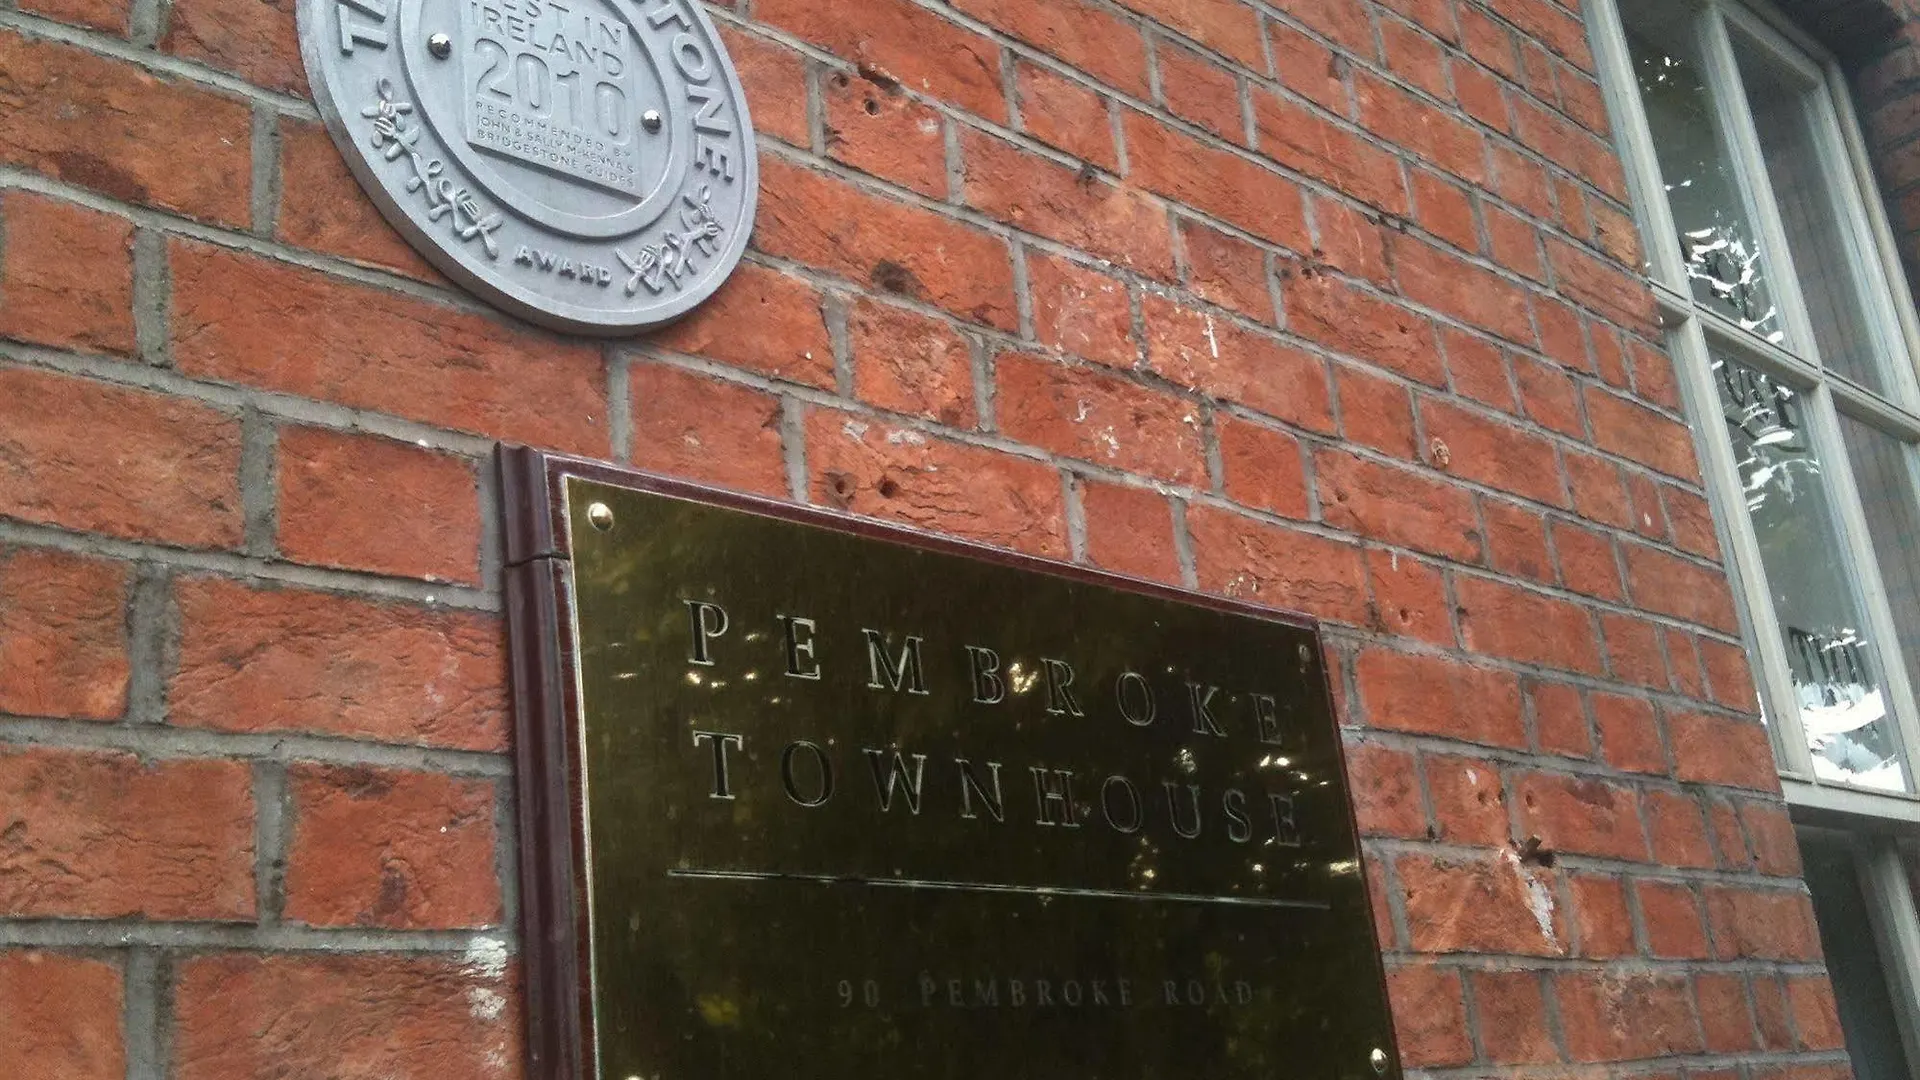 BEST IN
IRELAND
2010
RECOMMENDED BY
JOHN & SALLY McKENNA'S
BRIDGESTONE GUIDES
AWARD
PEMBROKE
TOWNHOUSE
90 PEMBROKE ROAD